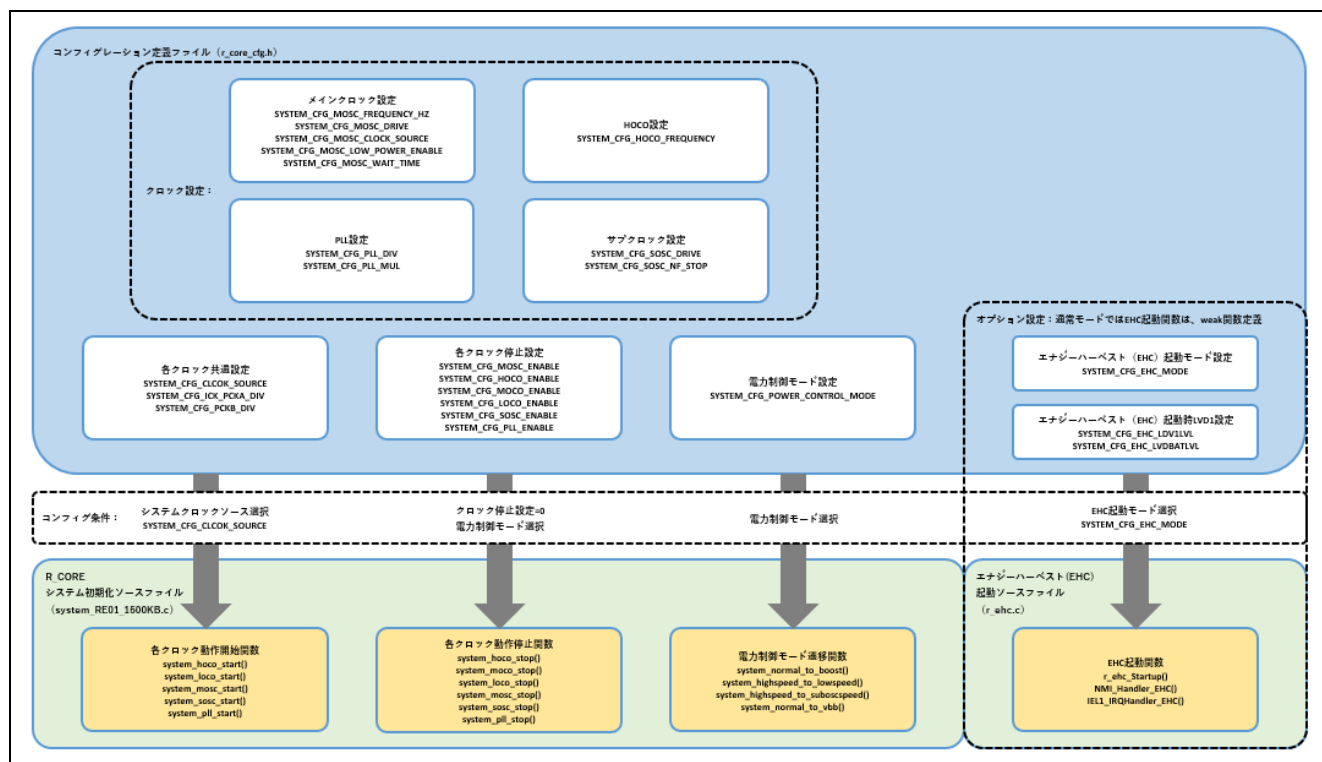 コンフィグレーション定義ファイル（r_core_cfg.h）
メインクロック設定
SYSTEM_CFG_MOSC_FREQUENCY_HZ
SYSTEM_CFG_MOSC_DRIVE
SYSTEM_CFG_MOSC_CLOCK_SOURCE
SYSTEM_CFG_MOSC_LOW_POWER_ENABLE
SYSTEM_CFG_MOSC_WAIT_TIME
HOCO設定
SYSTEM_CFG_HOCO_FREQUENCY
クロック設定：
PLL設定
SYSTEM_CFG_PLL_DIV
SYSTEM_CFG_PLL_MUL
サブクロック設定
SYSTEM_CFG_SOSC_DRIVE
SYSTEM_CFG_SOSC_NF_STOP
各クロック共通設定
SYSTEM_CFG_CLCOK_SOURCE
SYSTEM_CFG_ICK_PCKA_DIV
SYSTEM_CFG_PCKB_DIV
各クロック停止設定
SYSTEM_CFG_MOSC_ENABLE
SYSTEM_CFG_HOCO_ENABLE
SYSTEM_CFG_MOCO_ENABLE
SYSTEM_CFG_LOCO_ENABLE
SYSTEM_CFG_SOSC_ENABLE
SYSTEM_CFG_PLL_ENABLE
電力制御モード設定
SYSTEM_CFG_POWER_CONTROL_MODE
オプション設定：通常モードではEHC起動関数は、weak関数定義
エナジーハーベスト（EHC）起動モード設定
SYSTEM_CFG_EHC_MODE
エナジーハーベスト（EHC）起動時LVD1設定
SYSTEM_CFG_EHC_LDV1LVL
SYSTEM_CFG_EHC_LVDBATLVL
コンフィグ条件：
システムクロックソース選択
SYSTEM_CFG_CLCOK_SOURCE
クロック停止設定=0
電力制御モード選択
電力制御モード選択
EHC起動モード選択
SYSTEM_CFG_EHC_MODE
R_CORE
システム初期化ソースファイル
（system_RE01_1500KB.c）
各クロック動作開始関数
system_hoco_start()
system_loco_start()
system_mosc_start()
system_sosc_start()
system_pll_start()
各クロック動作停止関数
system_hoco_stop()
system_moco_stop()
system_loco_stop()
system_mosc_stop()
system_sosc_stop()
system_pll_stop()
電力制御モード遷移関数
system_normal_to_boost()
system_highspeed_to_lowspeed()
system_highspeed_to_suboscspeed()
system_normal_to_vbb()
エナジーハーベスト(EHC)
起動ソースファイル
（r_ehc.c）
EHC起動関数
r_ehc_Startup()
NMI_Handler_EHC()
IEL1_IRQHandler_EHC()